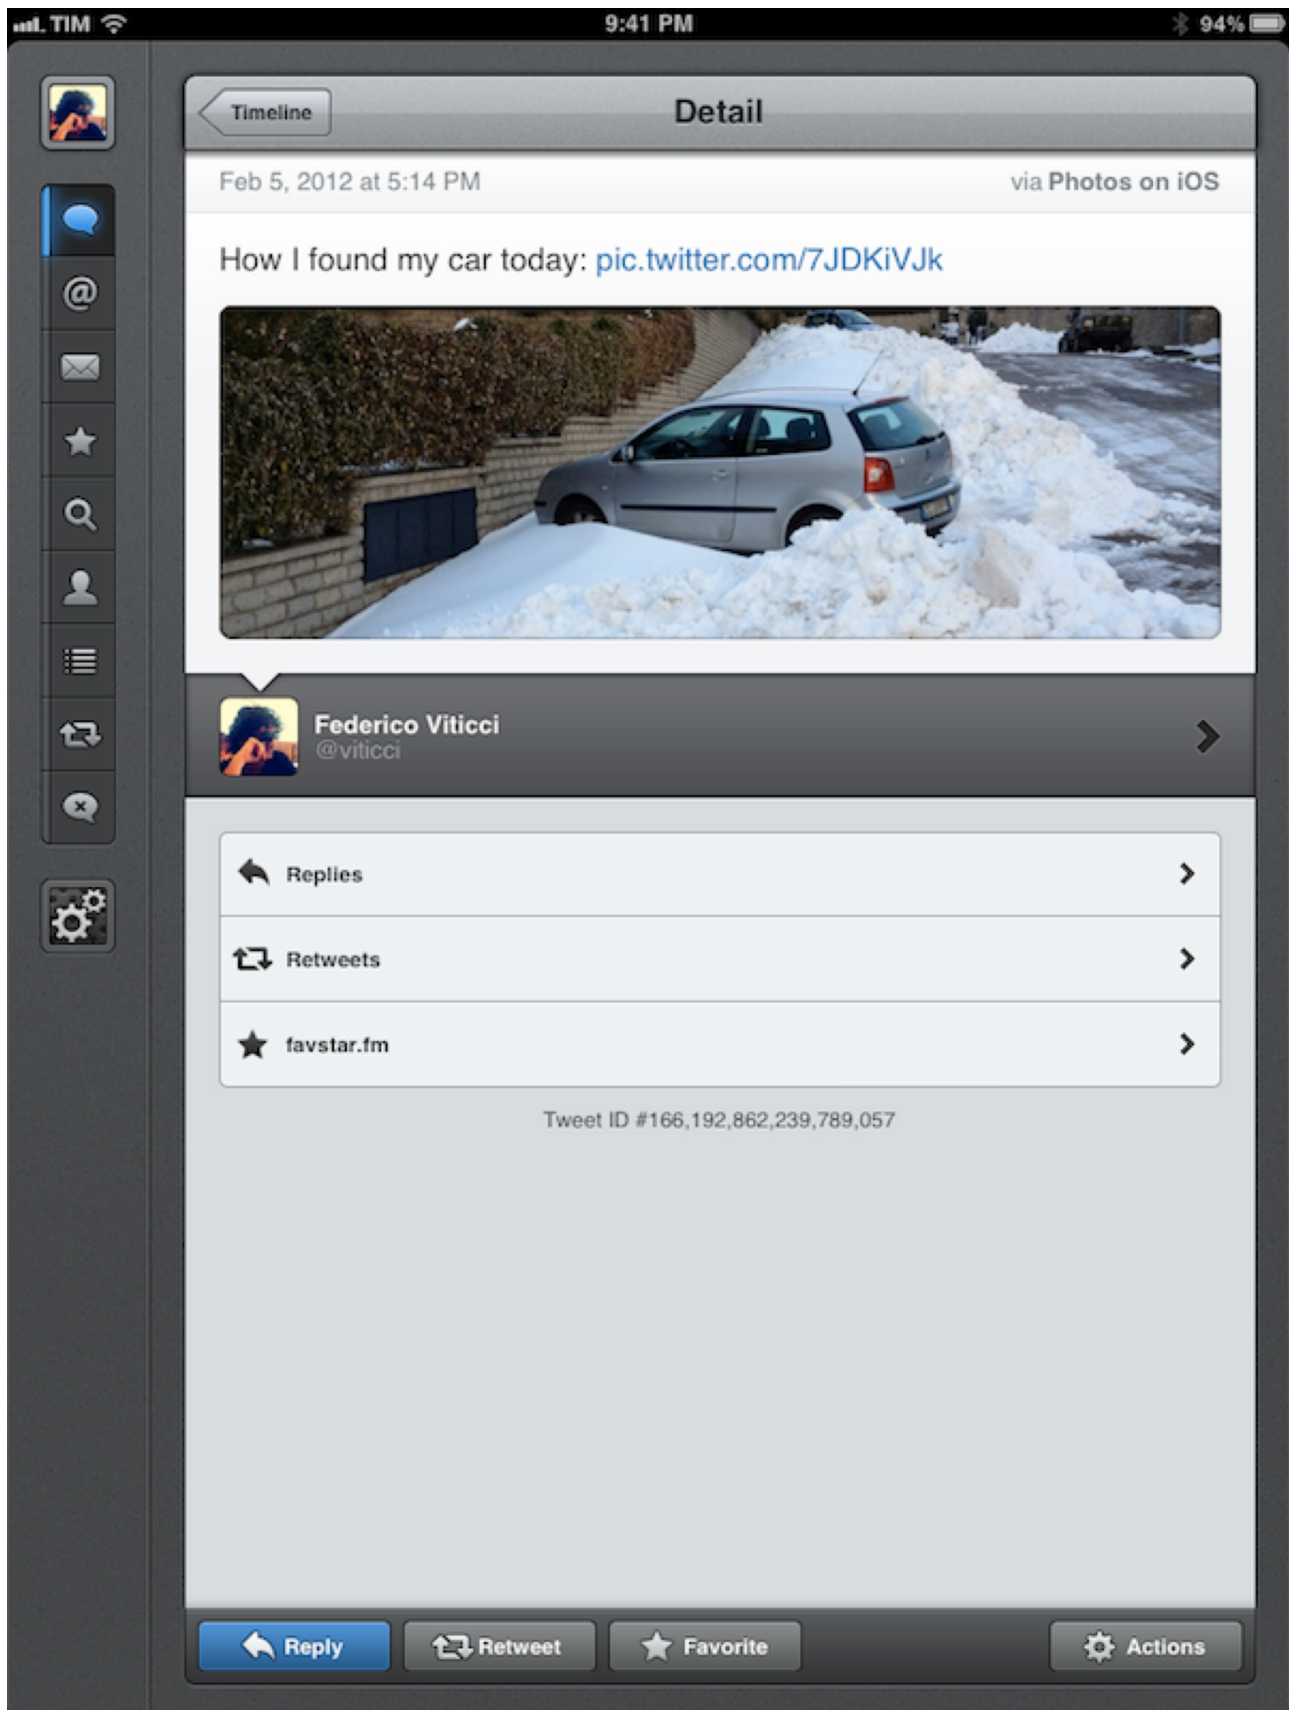 TIM
9:41 PM
94%
Timeline
Detail
Feb 5, 2012 at 5:14 PM
via Photos on iOS
How I found my car today: pic.twitter.com/7JDKiVJk
Federico Viticci
@viticci
Replies
Retweets
favstar.fm
Tweet ID #166,192,862,239,789,057
Reply
Retweet
Favorite
Actions